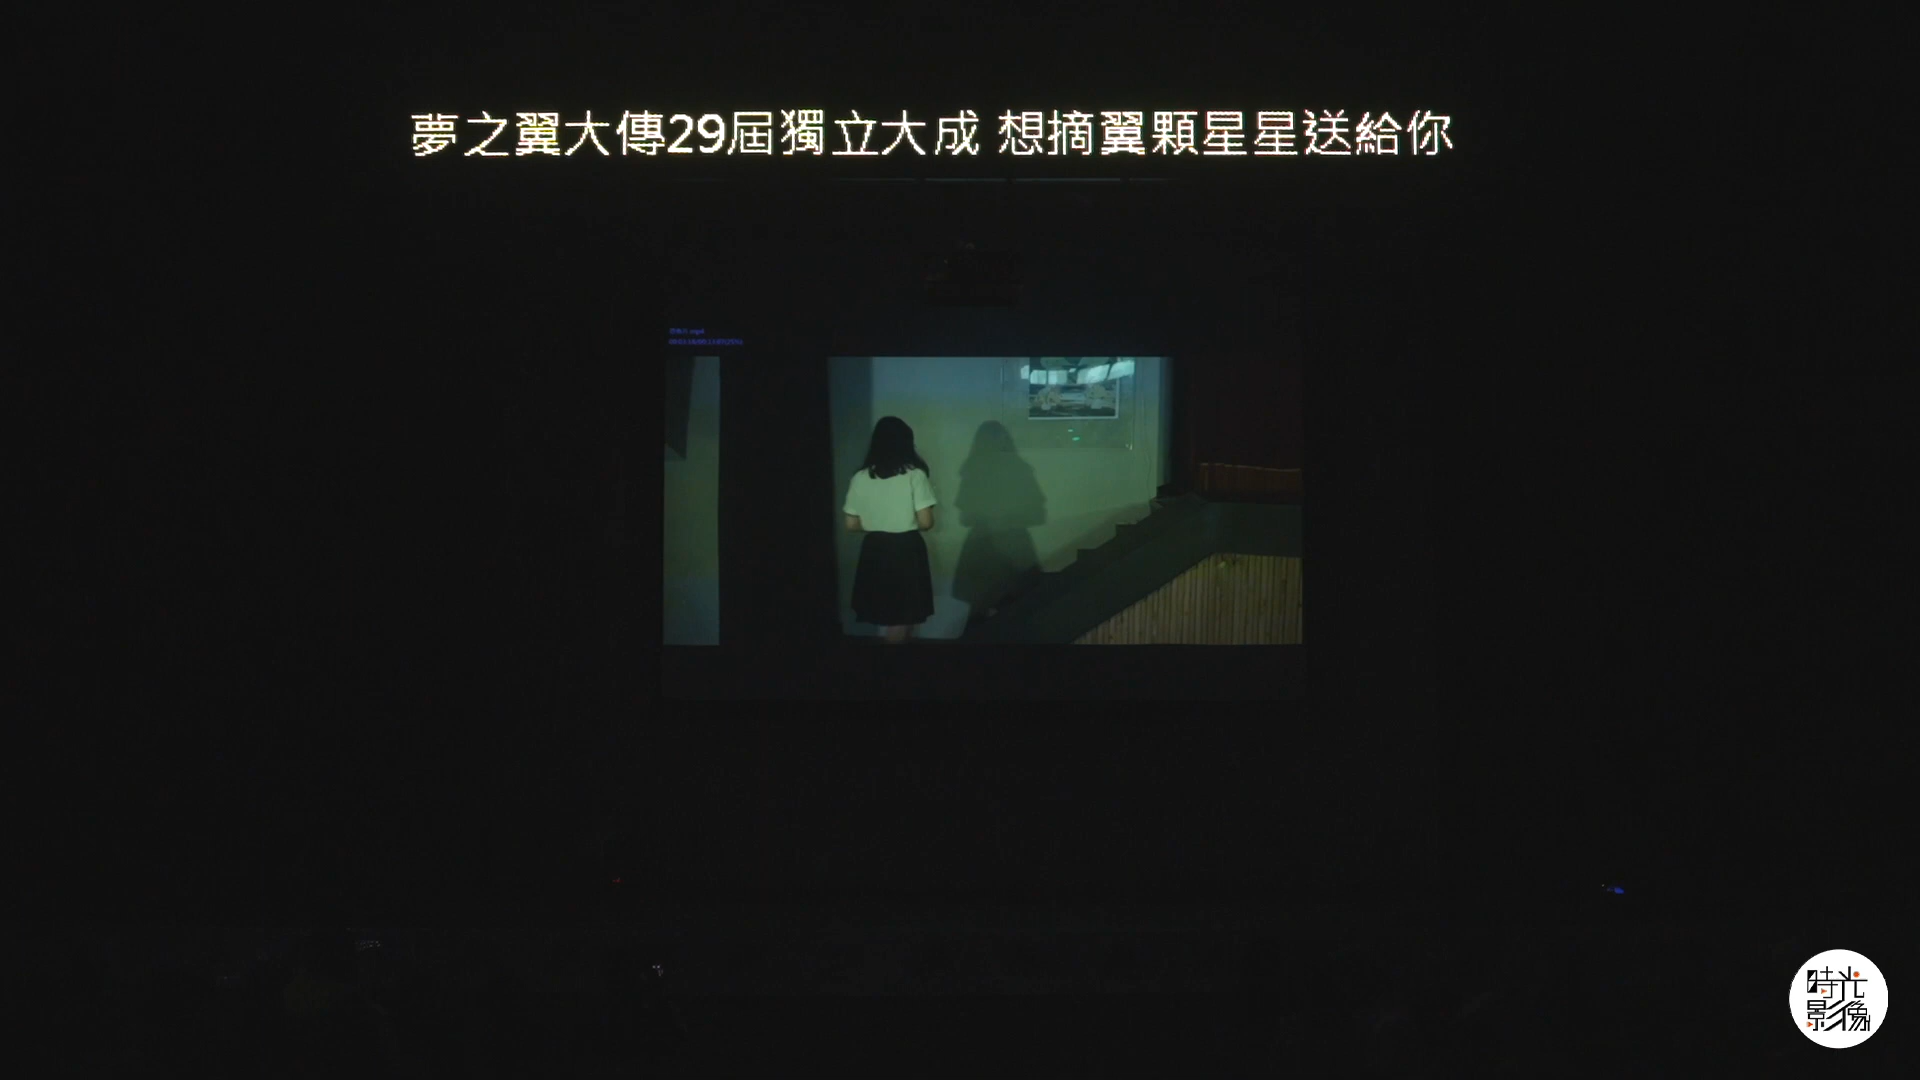 夢之翼大傳29屆獨立大成 想摘翼顆星星送給你
時光
影像